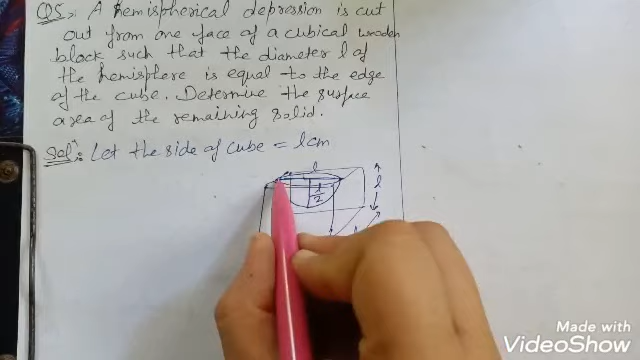 Q5. A hemispherical depression is cut
out from one face of a cubical wooden
block such that the diameter l of
the hemisphere is equal to the edge
of the cube. Determine the surface
area of the remaining solid.
Sol^n:- Let the side of cube = l cm
l
l/2
l
Made with
VideoShow